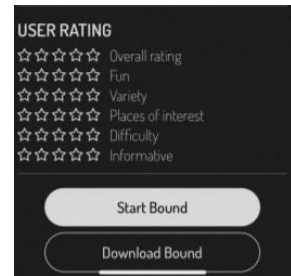 USER RATING
Overall rating
Fun
Variety
Places of interest
Difficulty
Informative
Start Bound
Download Bound